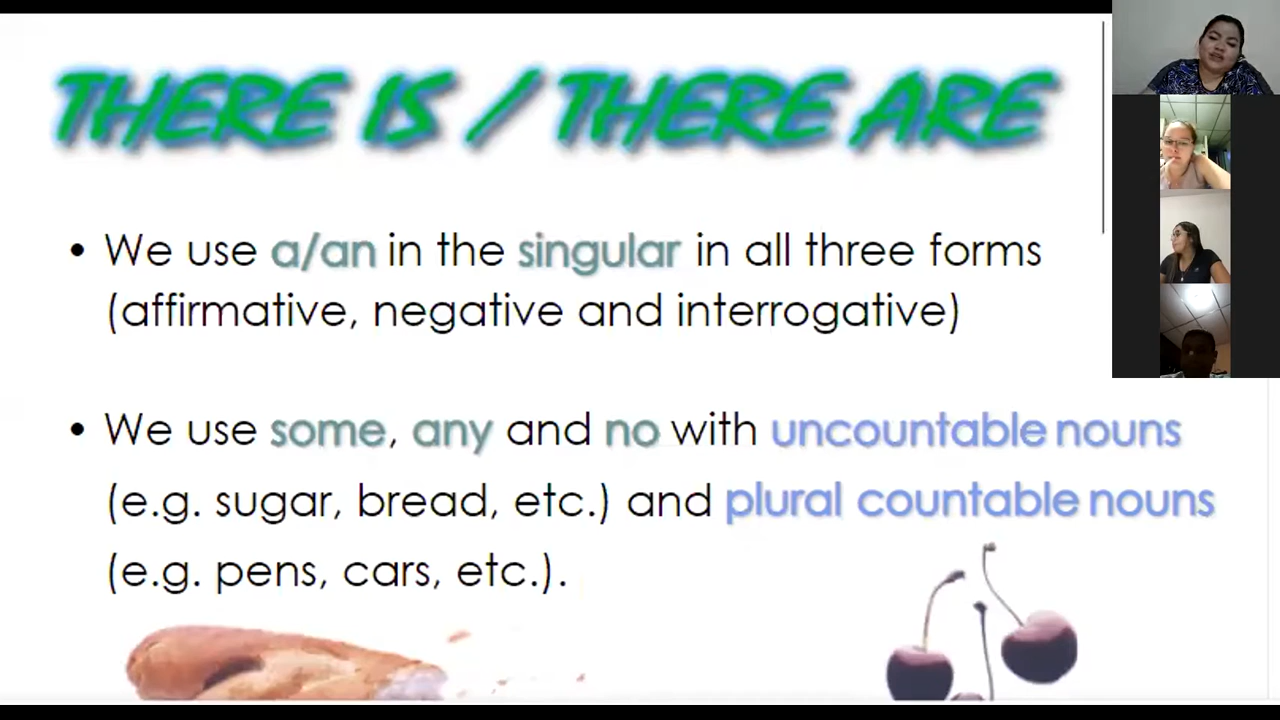 THERE IS / THERE ARE
• We use a/an in the singular in all three forms
(affirmative, negative and interrogative)
• We use some, any and no with uncountable nouns
(e.g. sugar, bread, etc.) and plural countable nouns
(e.g. pens, cars, etc.).